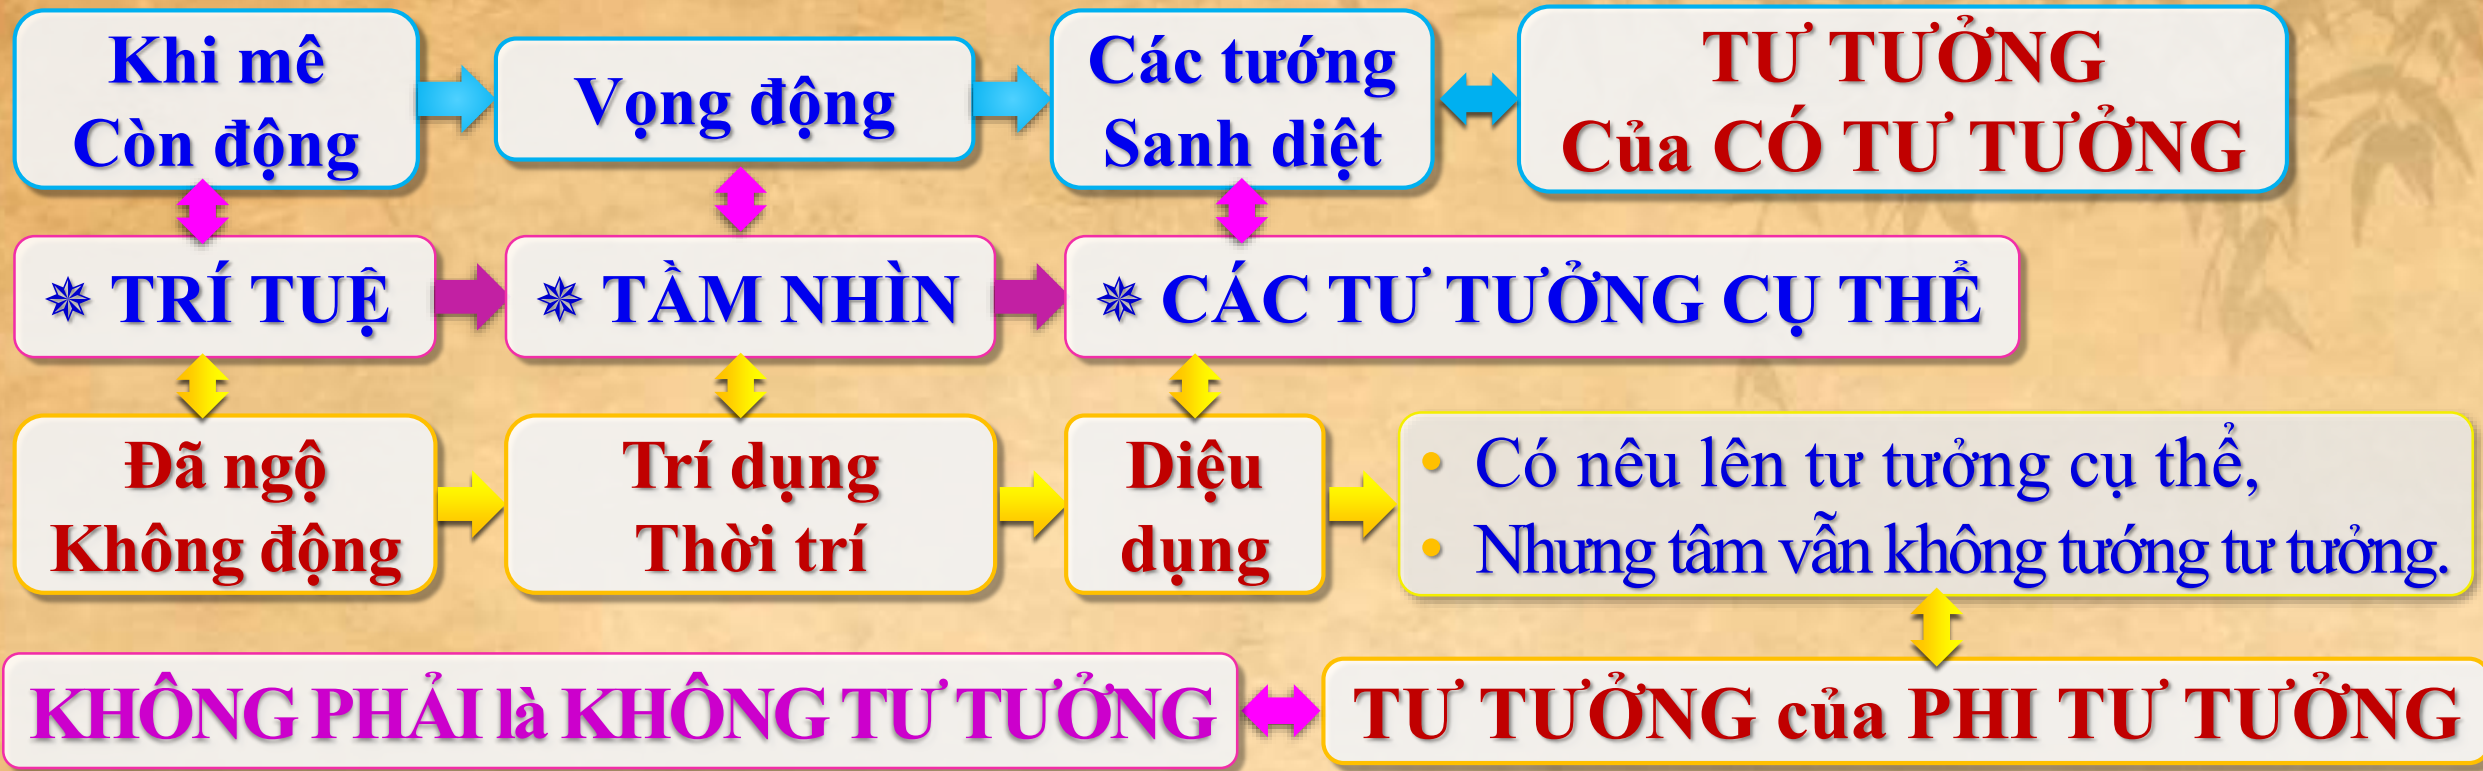 Khi mê
Còn động
Vọng động
Các tướng
Sanh diệt
TƯ TƯỞNG
Của CÓ TƯ TƯỞNG
❃ TRÍ TUỆ
❃ TẦM NHÌN
❃ CÁC TƯ TƯỞNG CỤ THỂ
Đã ngộ
Không động
Trí dụng
Thời trí
Diệu
dụng
• Có nêu lên tư tưởng cụ thể,
• Nhưng tâm vẫn không tướng tư tưởng.
KHÔNG PHẢI là KHÔNG TƯ TƯỞNG
TƯ TƯỞNG của PHI TƯ TƯỞNG